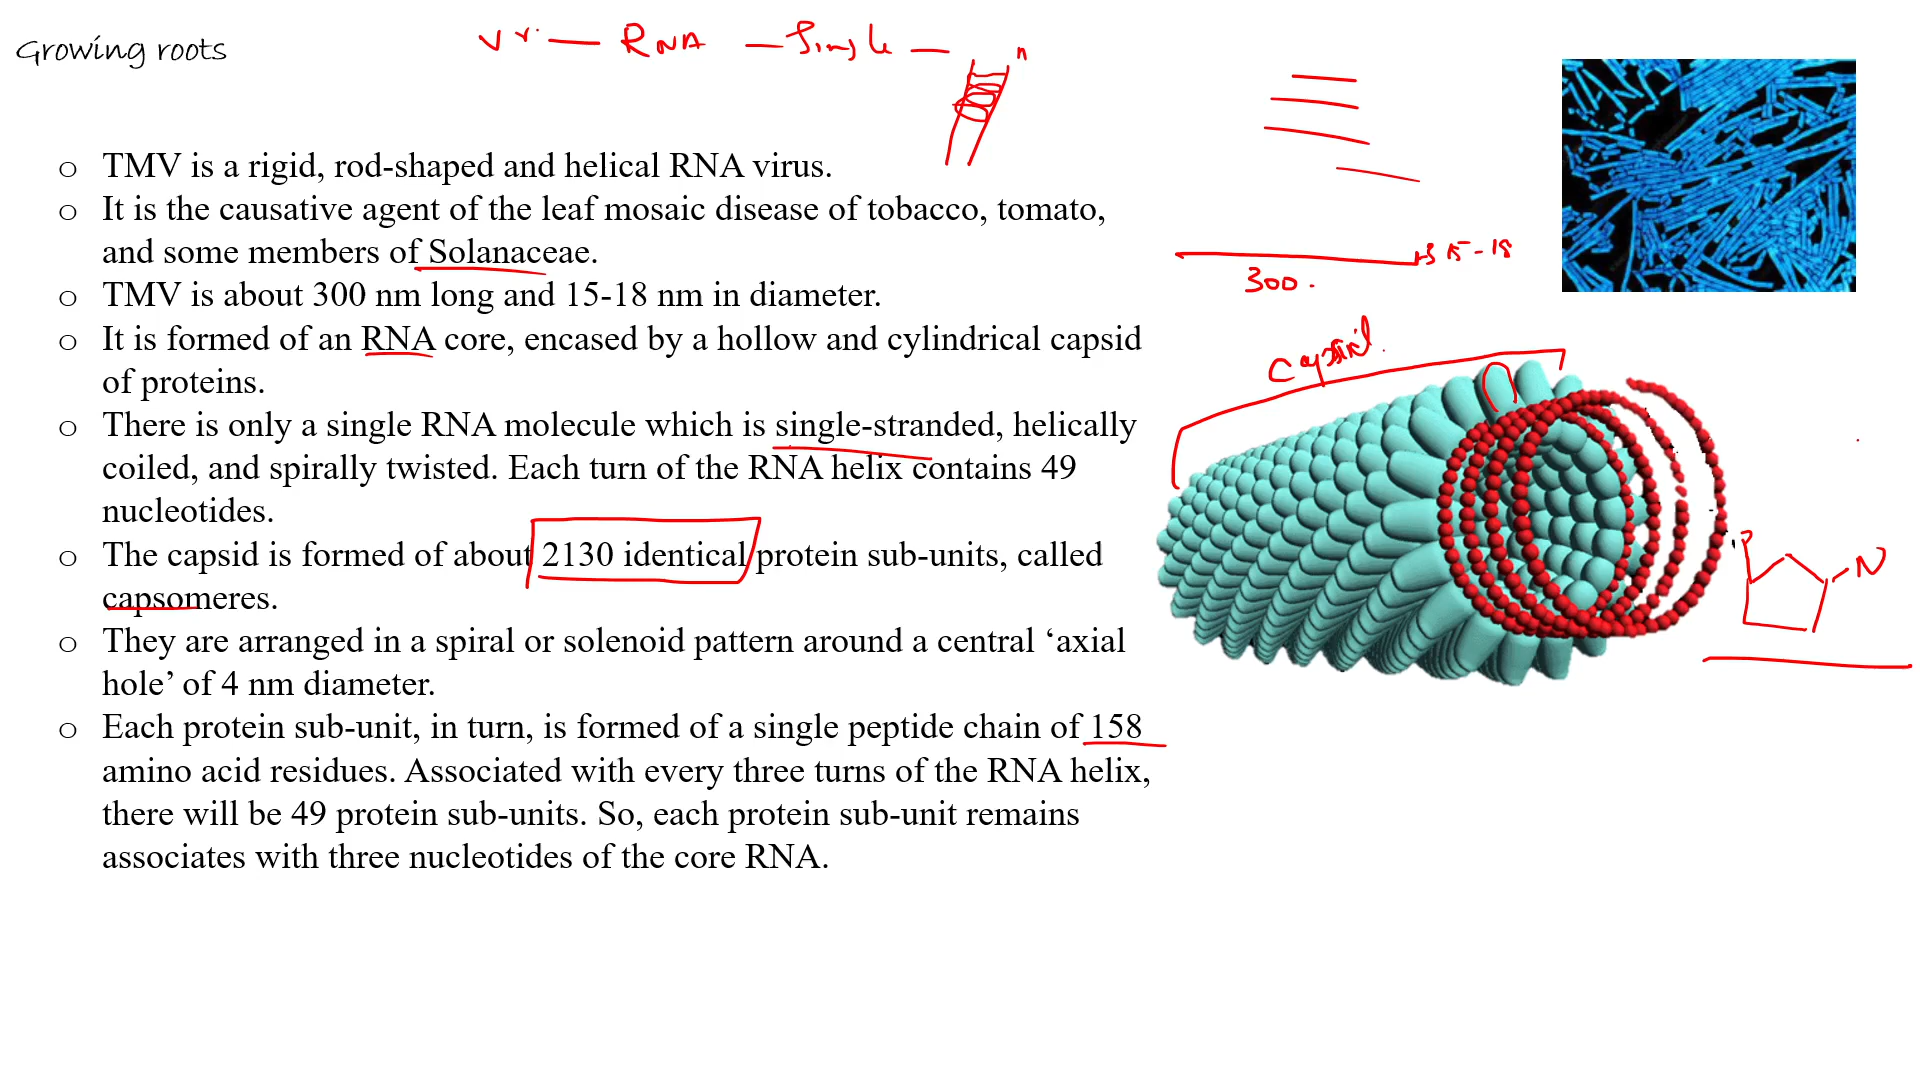 Growing roots
RNA — Single —
o TMV is a rigid, rod-shaped and helical RNA virus.
o It is the causative agent of the leaf mosaic disease of tobacco, tomato,
and some members of Solanaceae.
o TMV is about 300 nm long and 15-18 nm in diameter.
o It is formed of an RNA core, encased by a hollow and cylindrical capsid
of proteins.
o There is only a single RNA molecule which is single-stranded, helically
coiled, and spirally twisted. Each turn of the RNA helix contains 49
nucleotides.
o The capsid is formed of about 2130 identical protein sub-units, called
capsomeres.
o They are arranged in a spiral or solenoid pattern around a central ‘axial
hole’ of 4 nm diameter.
o Each protein sub-unit, in turn, is formed of a single peptide chain of 158
amino acid residues. Associated with every three turns of the RNA helix,
there will be 49 protein sub-units. So, each protein sub-unit remains
associates with three nucleotides of the core RNA.
15-18
300.
Capsid.
P
N